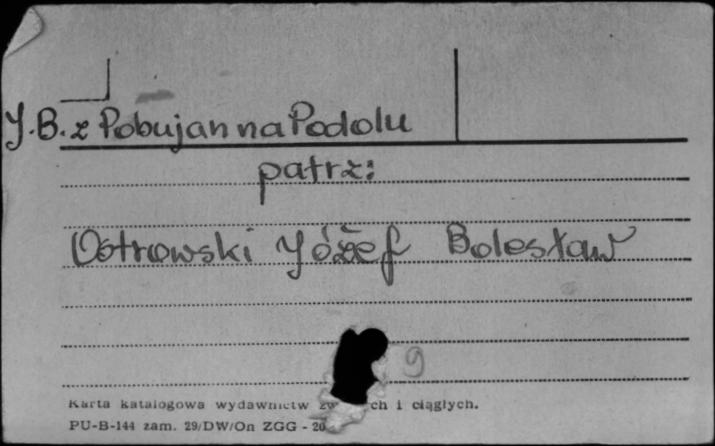 J.B. z Pobujan na Podolu
patrz:
Ostrowski Józef Bolesław
9
Karta katalogowa wydawnictw zw ch i ciągłych.
PU-B-144 zam. 29/DW/On ZGG - 20